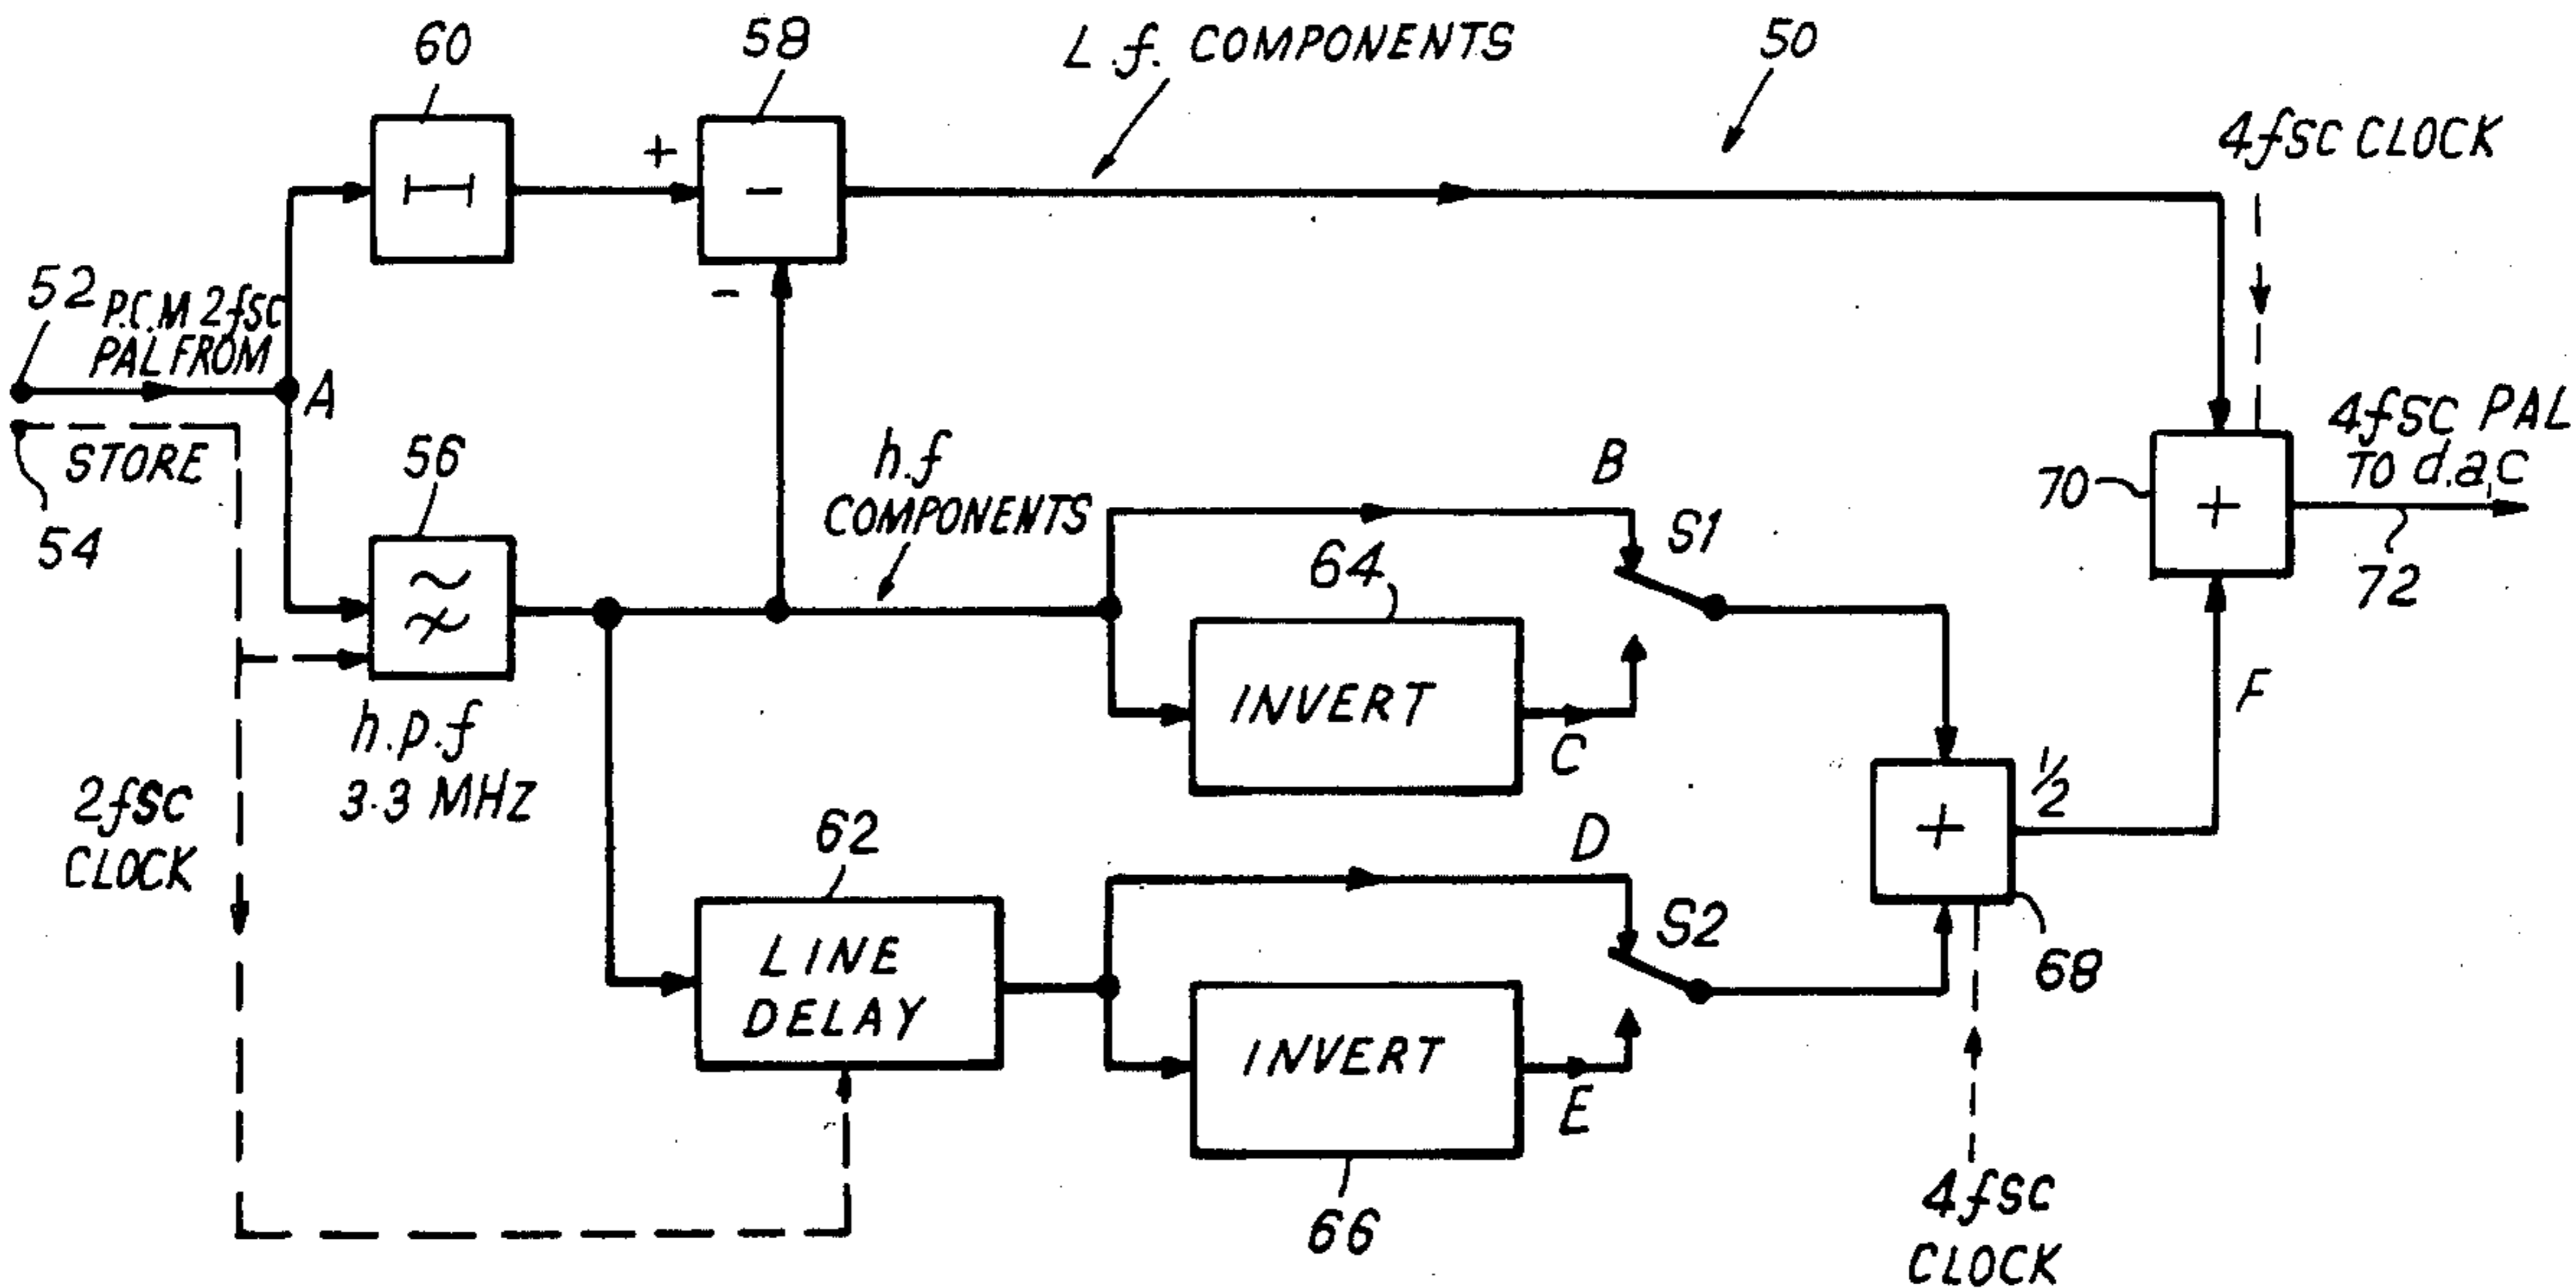 60
58
L.f. COMPONENTS
50
4fSC CLOCK
+
-
52
P.C.M 2fSC
PAL FROM
-
A
STORE
54
56
h.f
COMPONENTS
B
S1
4fSC PAL
TO d.a.c
70
+
72
64
INVERT
C
h.p.f
3.3 MHZ
F
2fSC
CLOCK
62
D
+
1/2
LINE
DELAY
S2
68
INVERT
E
66
4fSC
CLOCK